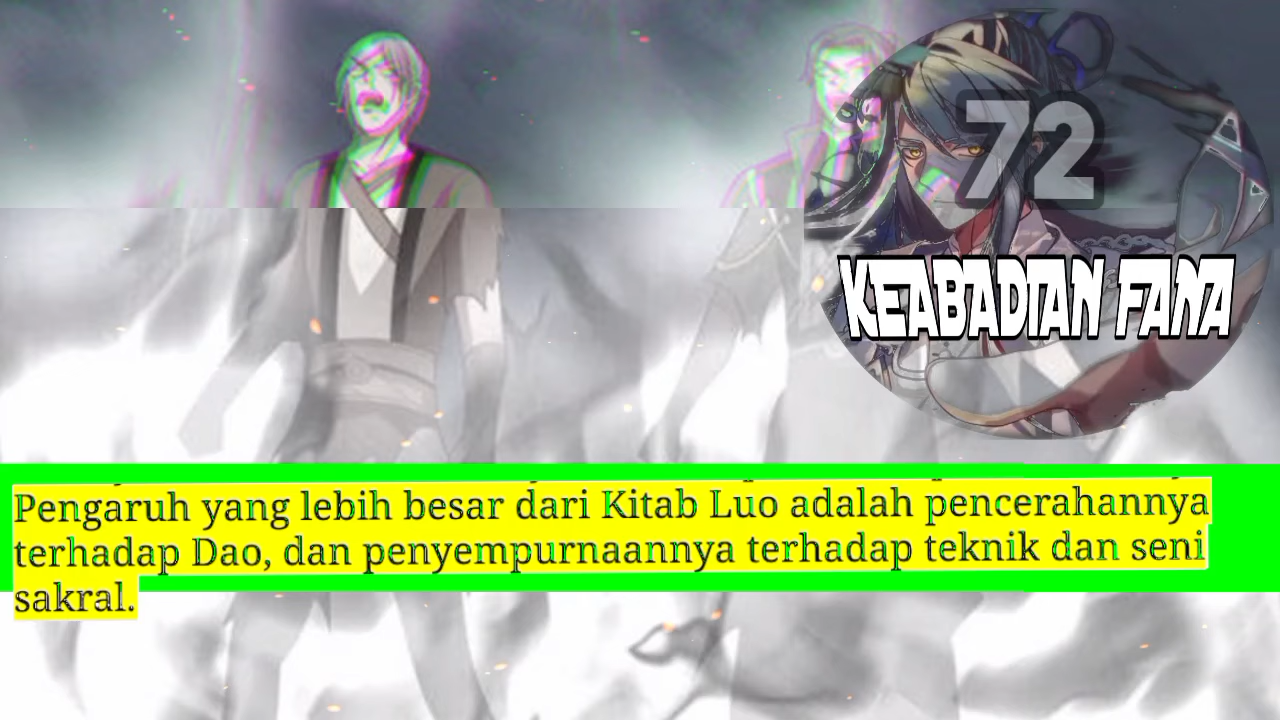 72
KEABADIAN FANA
Pengaruh yang lebih besar dari Kitab Luo adalah pencerahannya
terhadap Dao, dan penyempurnaannya terhadap teknik dan seni
sakral.